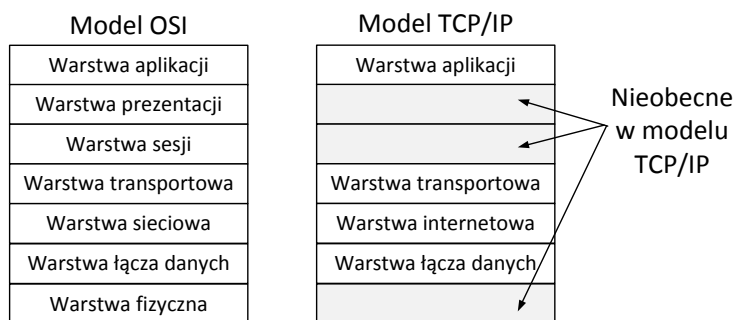 Model OSI
Warstwa aplikacji
Warstwa prezentacji
Warstwa sesji
Warstwa transportowa
Warstwa sieciowa
Warstwa łącza danych
Warstwa fizyczna
Model TCP/IP
Warstwa aplikacji
Warstwa transportowa
Warstwa internetowa
Warstwa łącza danych
Nieobecne
w modelu
TCP/IP